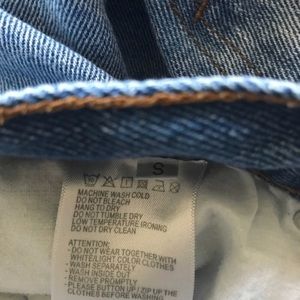 S
MACHINE WASH COLD
DO NOT BLEACH
HANG TO DRY
DO NOT TUMBLE DRY
LOW TEMPERATURE IRONING
DO NOT DRY CLEAN
ATTENTION:
- DO NOT WEAR TOGETHER WITH
WHITE/LIGHT COLOR CLOTHES
- WASH SEPARATELY
- WASH INSIDE OUT
- REMOVE PROMPTLY
- PLEASE BUTTON UP/ZIP UP THE
CLOTHES BEFORE WASHING